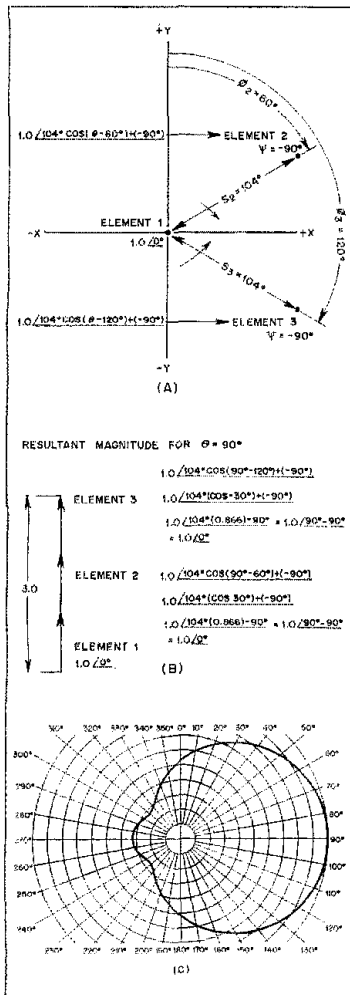 +Y
Ø₂=60°
1.0/104° COS(θ-60°)+(-90°)
ELEMENT 2
Ψ=-90°
S₂=104°
Ø₃=120°
ELEMENT 1
-X
+X
1.0/0°
S₃=104°
1.0/104° COS(θ-120°)+(-90°)
ELEMENT 3
Ψ=-90°
-Y
(A)
RESULTANT MAGNITUDE FOR θ=90°
1.0/104° COS(90°-120°)+(-90°)
ELEMENT 3
1.0/104°(COS-30°)+(-90°)
1.0/104°(0.866)-90° = 1.0/90°-90°
= 1.0/0°
3.0
ELEMENT 2
1.0/104° COS(90°-60°)+(-90°)
1.0/104°(COS 30°)+(-90°)
1.0/104°(0.866)-90° = 1.0/90°-90°
= 1.0/0°
ELEMENT 1
1.0/0°
(B)
310° 320° 330° 340° 350° 0° 10° 20° 30° 40° 50°
300° 60°
290° 70°
280° 80°
270° 90°
260° 100°
250° 110°
240° 120°
230° 220° 210° 200° 190° 180° 170° 160° 150° 140° 130°
(C)